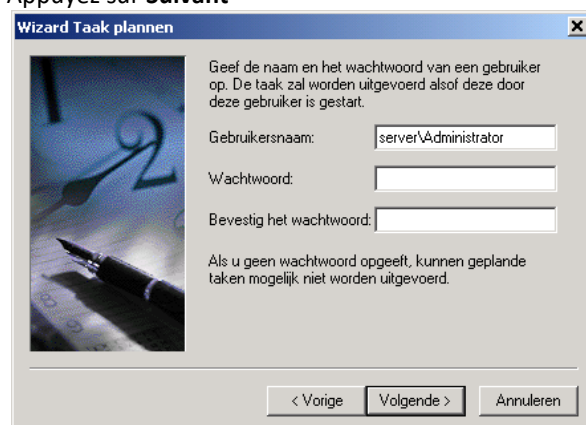 Appuyez sur Suivant
Wizard Taak plannen
Geef de naam en het wachtwoord van een gebruiker
op. De taak zal worden uitgevoerd alsof deze door
deze gebruiker is gestart.
Gebruikersnaam: server\Administrator
Wachtwoord:
Bevestig het wachtwoord:
Als u geen wachtwoord opgeeft, kunnen geplande
taken mogelijk niet worden uitgevoerd.
< Vorige Volgende > Annuleren